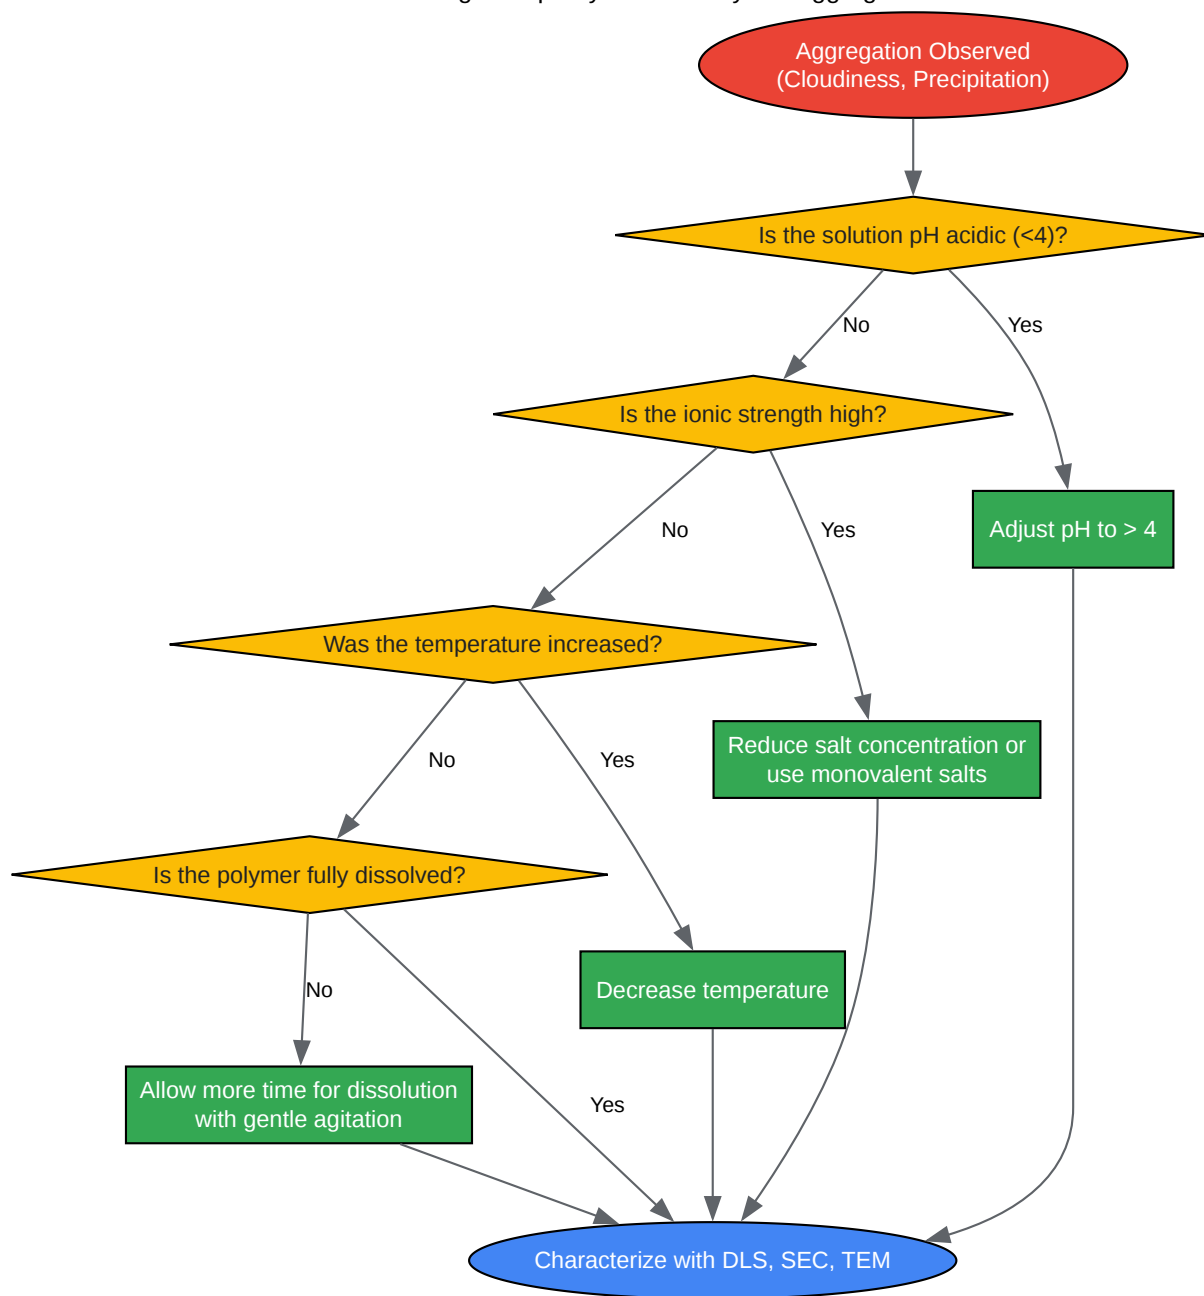 Aggregation Observed
(Cloudiness, Precipitation)
Is the solution pH acidic (<4)?
No
Yes
Is the ionic strength high?
No
Yes
Adjust pH to > 4
Was the temperature increased?
No
Yes
Reduce salt concentration or
use monovalent salts
Is the polymer fully dissolved?
No
Yes
Decrease temperature
Allow more time for dissolution
with gentle agitation
Characterize with DLS, SEC, TEM